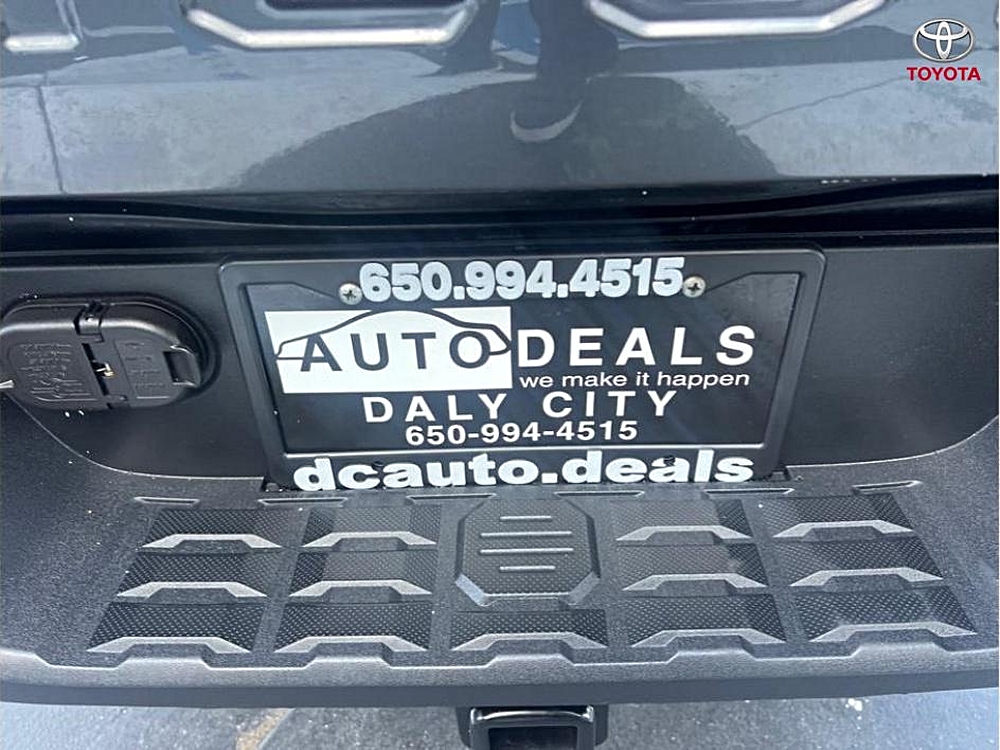 TOYOTA
650.994.4515
AUTO DEALS
we make it happen
DALY CITY
650-994-4515
dcauto.deals